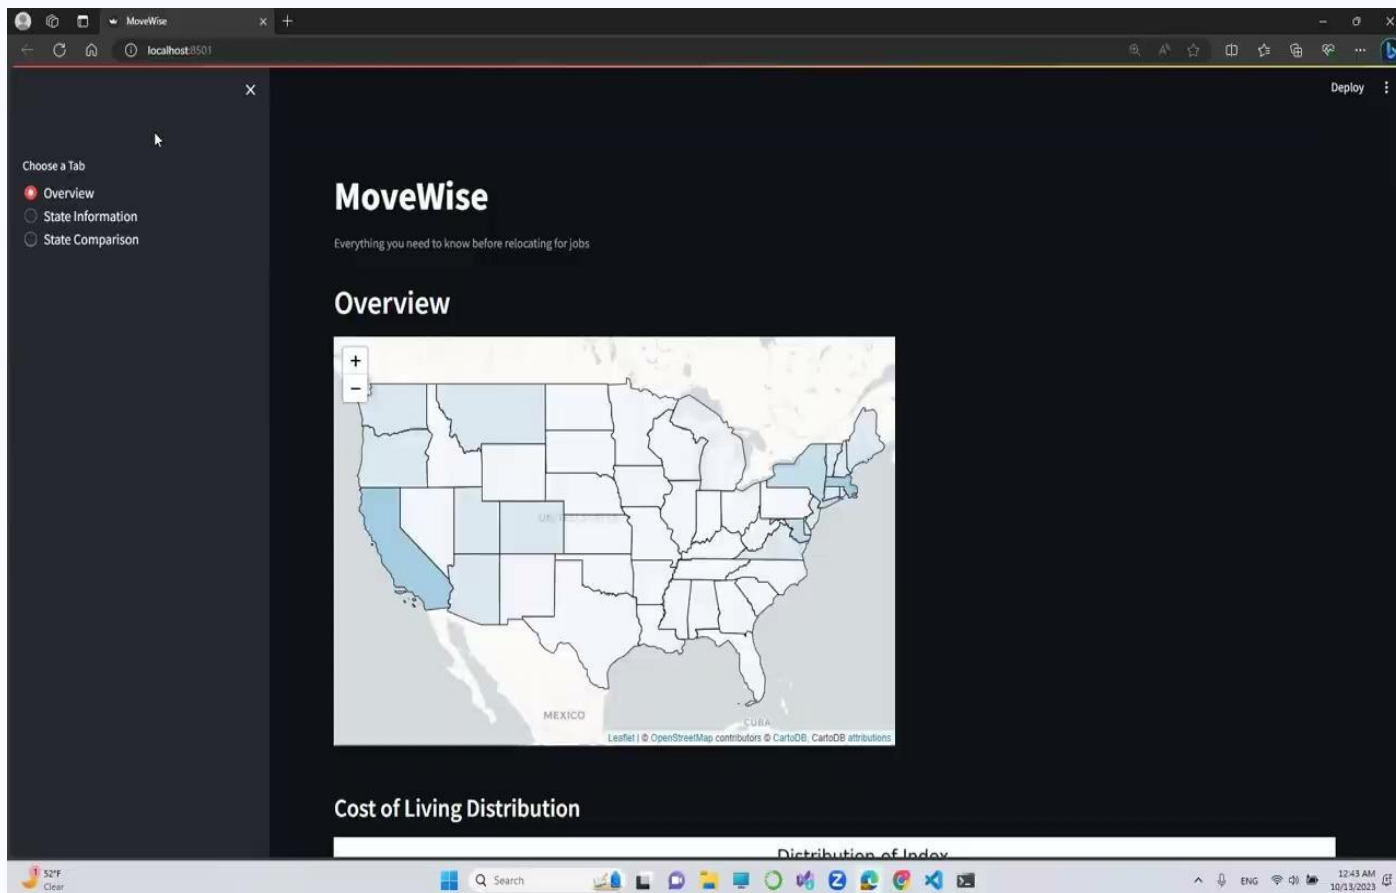 MoveWise
localhost:8501
Deploy
Choose a Tab
Overview
State Information
State Comparison
MoveWise
Everything you need to know before relocating for jobs
Overview
+
−
MEXICO
CUBA
Leaflet | © OpenStreetMap contributors © CartoDB, CartoDB attributions
Cost of Living Distribution
Distribution of Index
1
52°F
Clear
Search
ENG
12:43 AM
10/13/2023